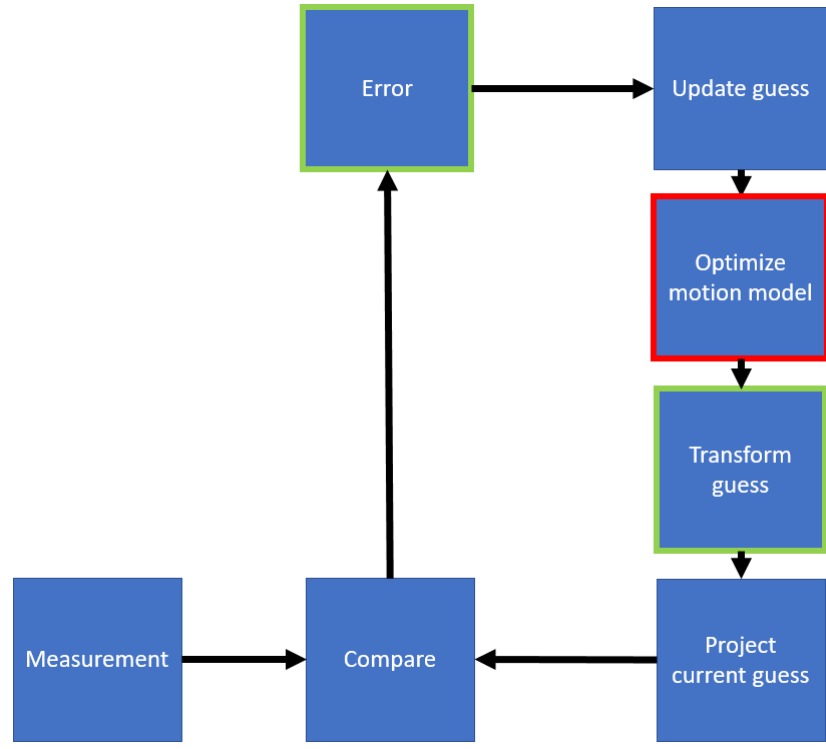 Error
Update guess
Optimize
motion model
Transform
guess
Measurement
Compare
Project
current guess